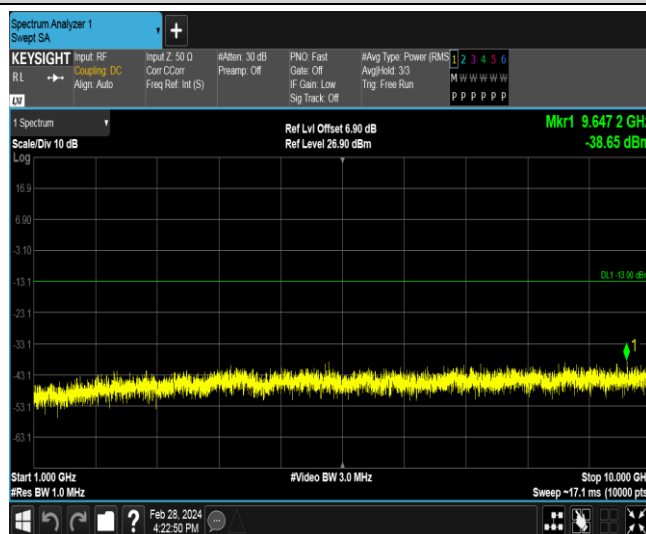 Spectrum Analyzer 1
Swept SA
+
KEYSIGHT
RL
LXI
Input: RF
Coupling: DC
Align: Auto
Input Z: 50 Ω
Corr CCorr
Freq Ref: Int (S)
#Atten: 30 dB
Preamp: Off
PNO: Fast
Gate: Off
IF Gain: Low
Sig Track: Off
#Avg Type: Power (RMS
Avg|Hold: 3/3
Trig: Free Run
1 2 3 4 5 6
M W W W W W
P P P P P P
1 Spectrum
Scale/Div 10 dB
Log
Ref Lvl Offset 6.90 dB
Ref Level 26.90 dBm
Mkr1 9.647 2 GHz
-38.65 dBm
16.9
6.90
-3.10
-13.1
-23.1
-33.1
-43.1
-53.1
-63.1
DL1 -13.00 dBm
1
Start 1.000 GHz
#Res BW 1.0 MHz
#Video BW 3.0 MHz
Stop 10.000 GHz
Sweep ~17.1 ms (10000 pts)
?
Feb 28, 2024
4:22:50 PM